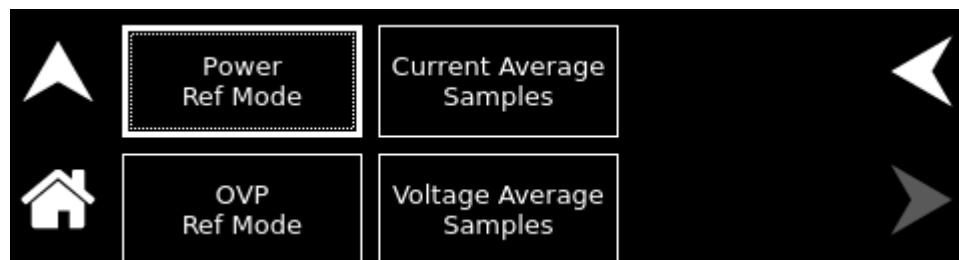 Power
Ref Mode
Current Average
Samples
OVP
Ref Mode
Voltage Average
Samples